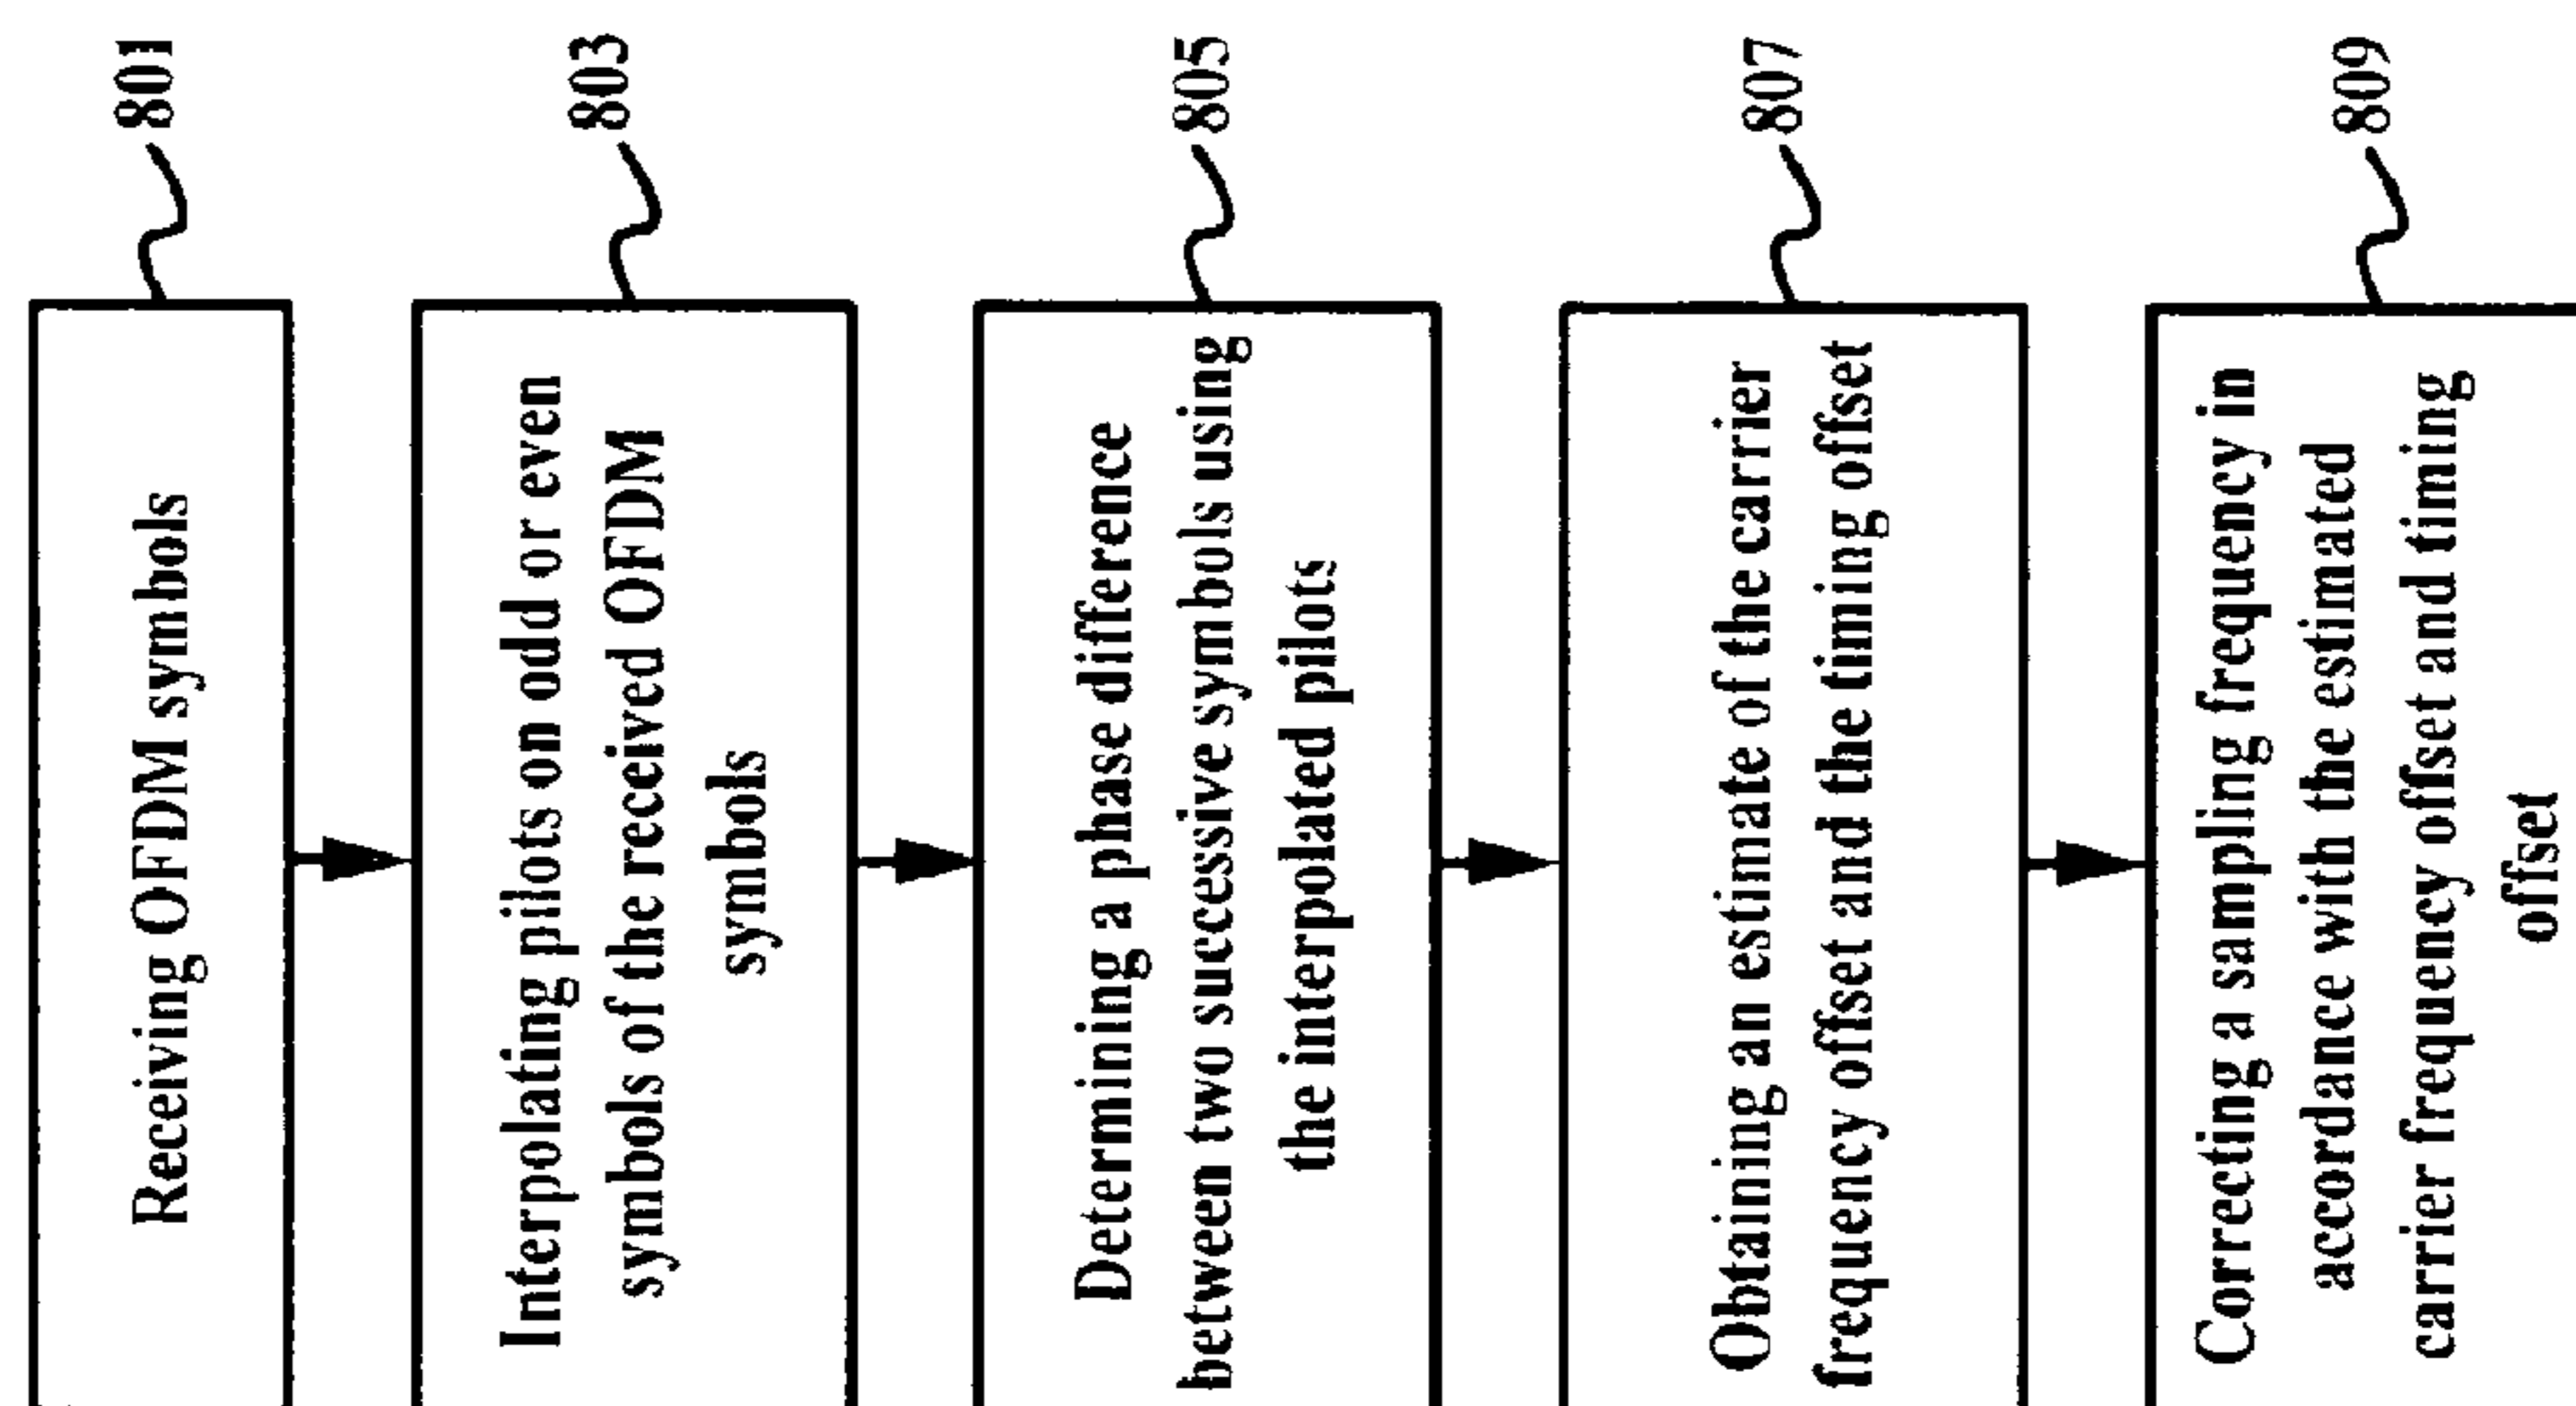 801
Receiving OFDM symbols
803
Interpolating pilots on odd or even
symbols of the received OFDM
symbols
805
Determining a phase difference
between two successive symbols using
the interpolated pilots
807
Obtaining an estimate of the carrier
frequency offset and the timing offset
809
Correcting a sampling frequency in
accordance with the estimated
carrier frequency offset and timing
offset